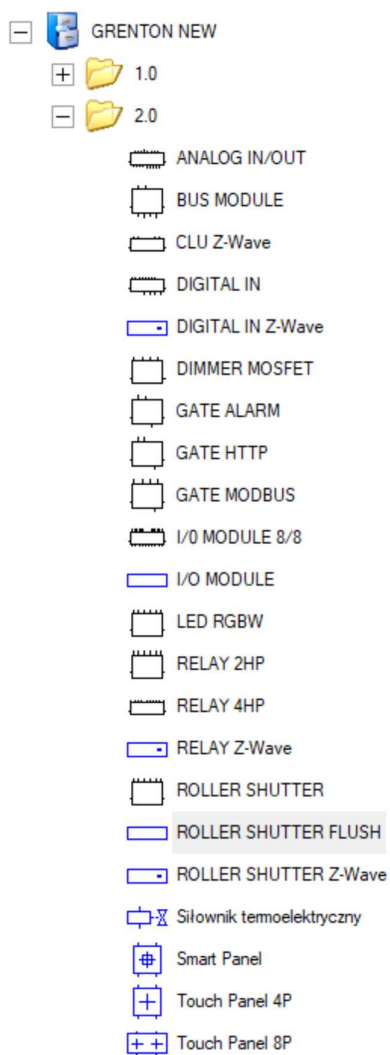 GRENTON NEW
1.0
2.0
ANALOG IN/OUT
BUS MODULE
CLU Z-Wave
DIGITAL IN
DIGITAL IN Z-Wave
DIMMER MOSFET
GATE ALARM
GATE HTTP
GATE MODBUS
I/0 MODULE 8/8
I/O MODULE
LED RGBW
RELAY 2HP
RELAY 4HP
RELAY Z-Wave
ROLLER SHUTTER
ROLLER SHUTTER FLUSH
ROLLER SHUTTER Z-Wave
Siłownik termoelektryczny
Smart Panel
Touch Panel 4P
Touch Panel 8P